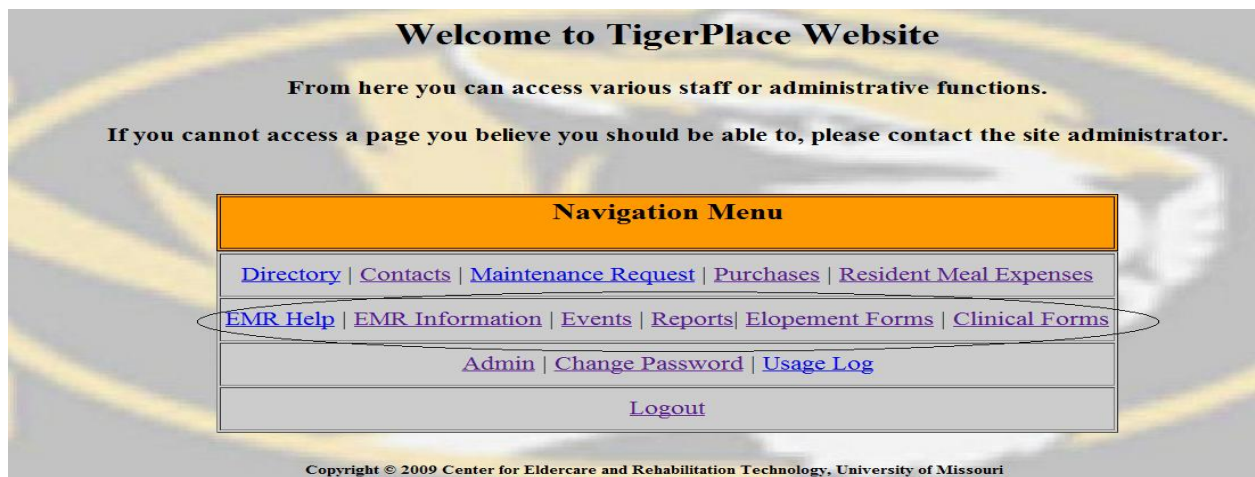 Welcome to TigerPlace Website
From here you can access various staff or administrative functions.
If you cannot access a page you believe you should be able to, please contact the site administrator.
Navigation Menu
Directory | Contacts | Maintenance Request | Purchases | Resident Meal Expenses
EMR Help | EMR Information | Events | Reports| Elopement Forms | Clinical Forms
Admin | Change Password | Usage Log
Logout
Copyright © 2009 Center for Eldercare and Rehabilitation Technology, University of Missouri